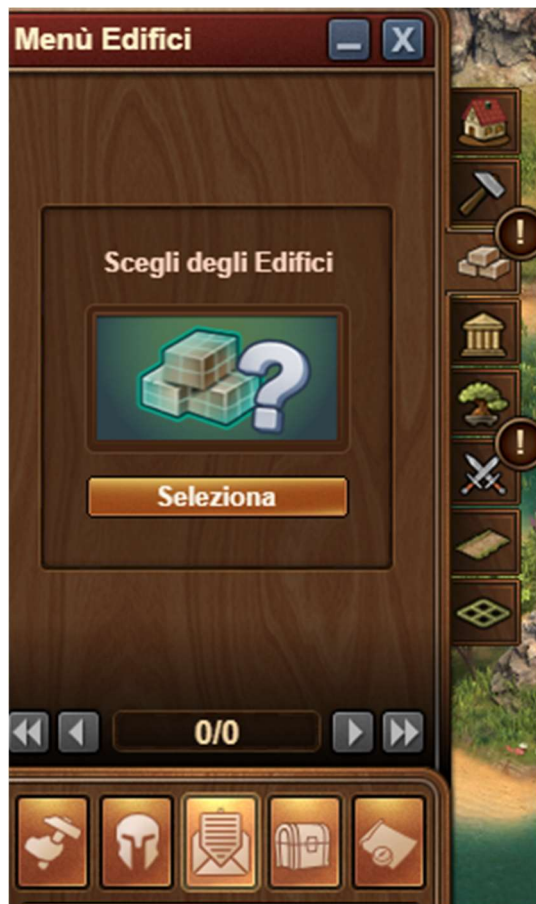 Menù Edifici
X
!
Scegli degli Edifici
?
!
Seleziona
0/0